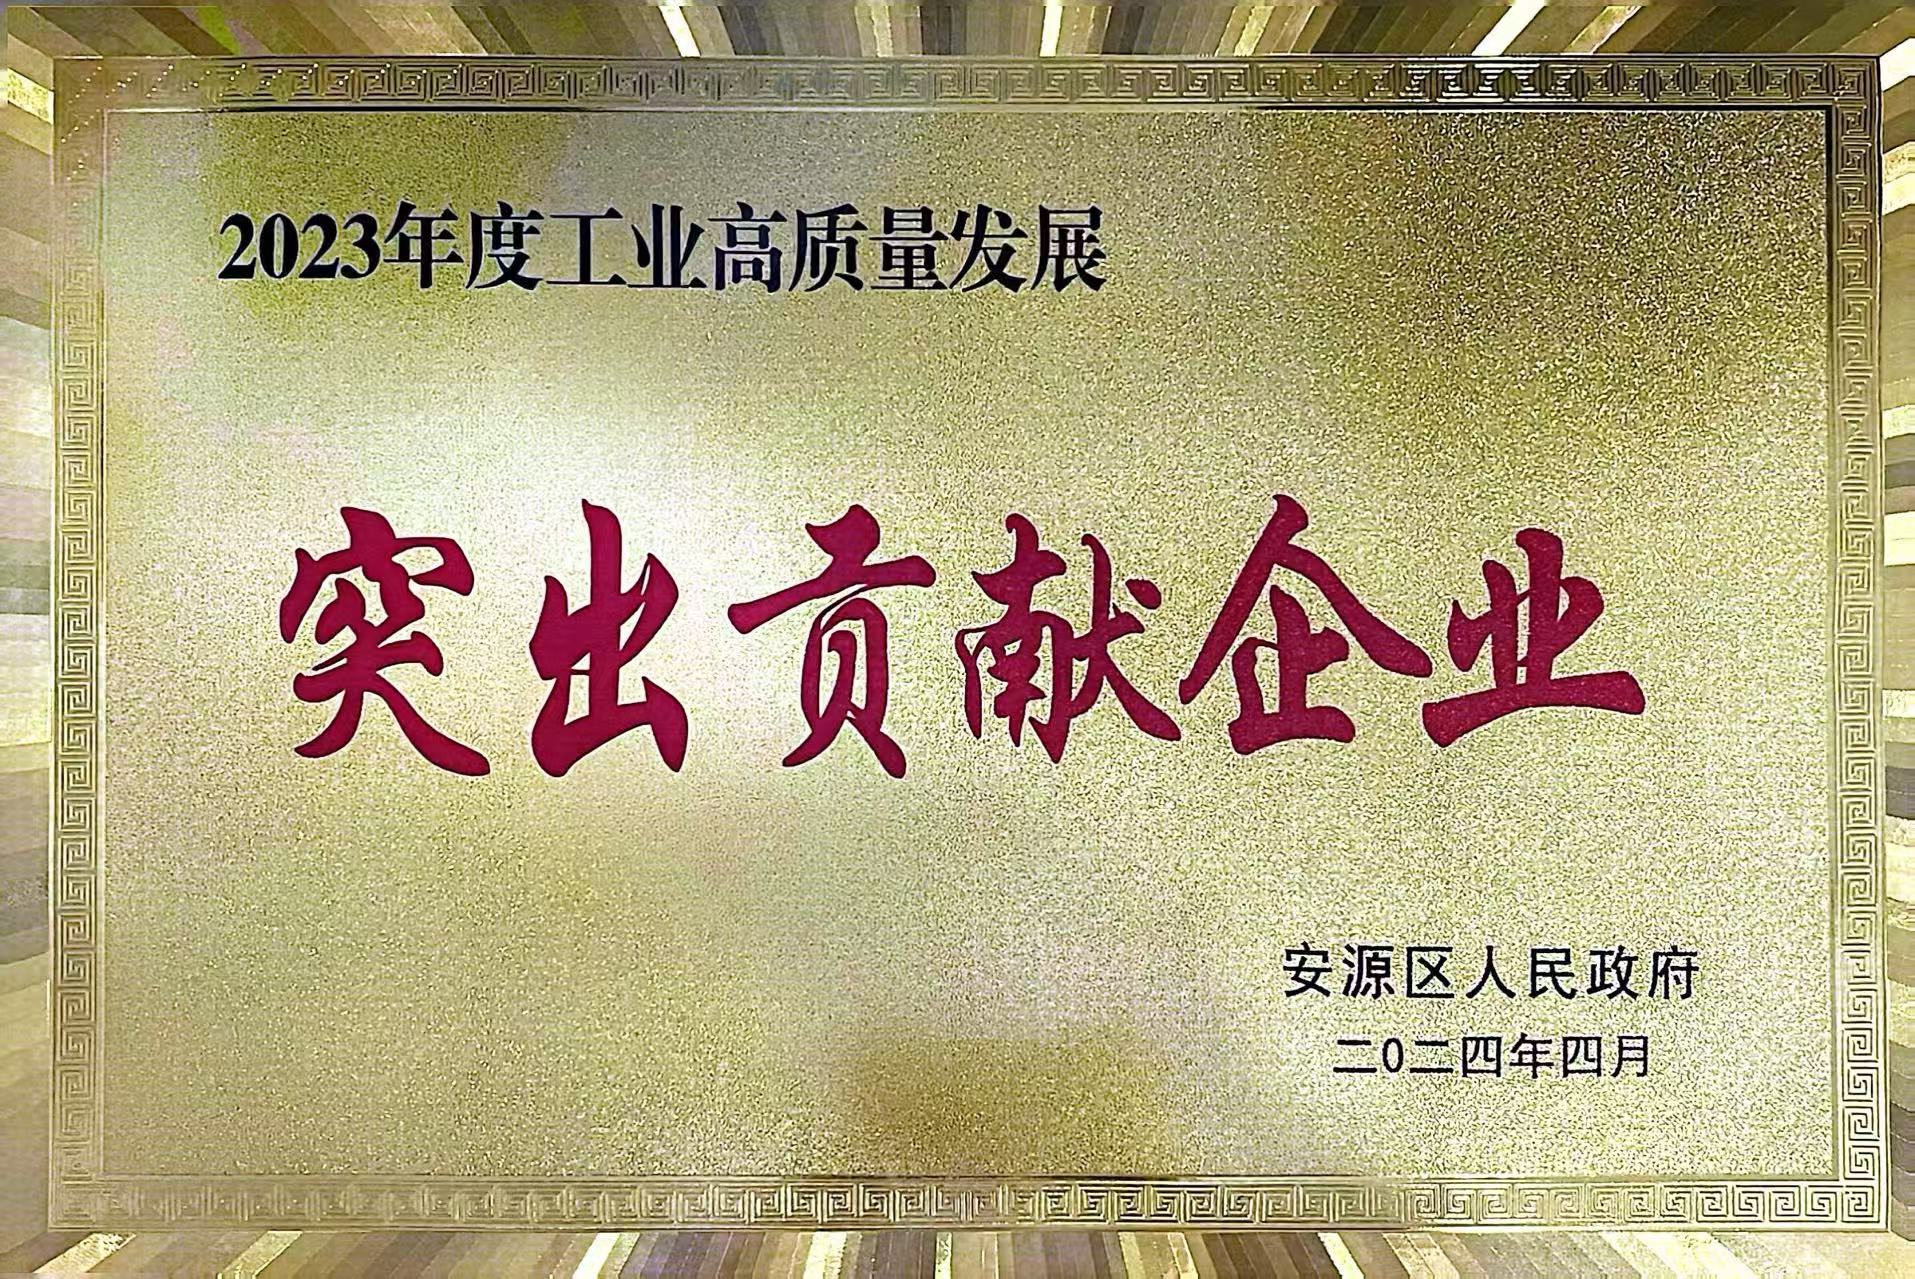 2023年度工业高质量发展
突出贡献企业
安源区人民政府
二0二四年四月